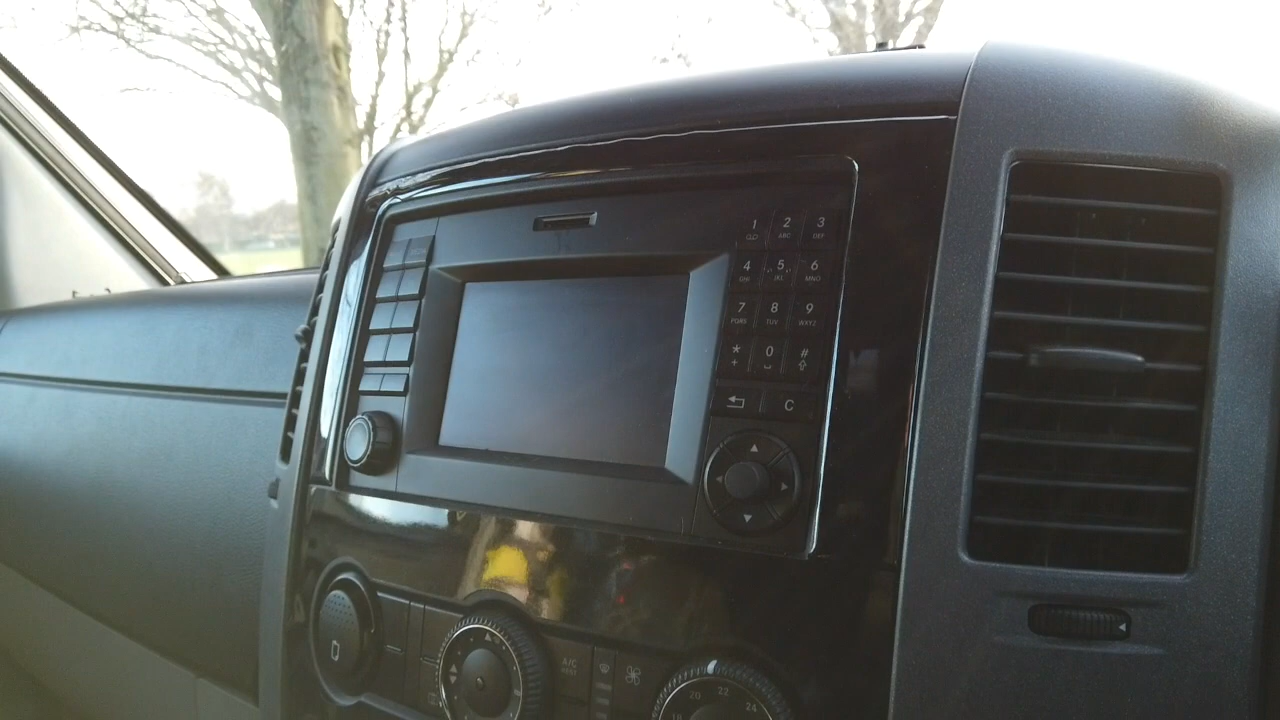 1 2 3
ABC DEF
4 5 6
GHI JKL MNO
7 8 9
PQRS TUV WXYZ
* 0 #
+
C
A/C
20 22 24
18